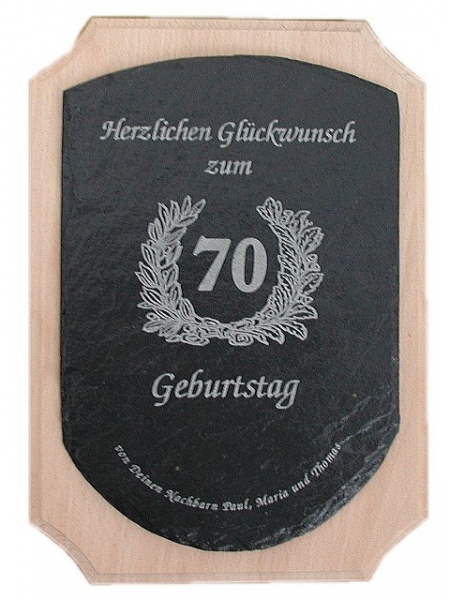 Herzlichen Glückwunsch
zum
70
Geburtstag
von Deinen Nachbarn Paul, Maria und Thomas